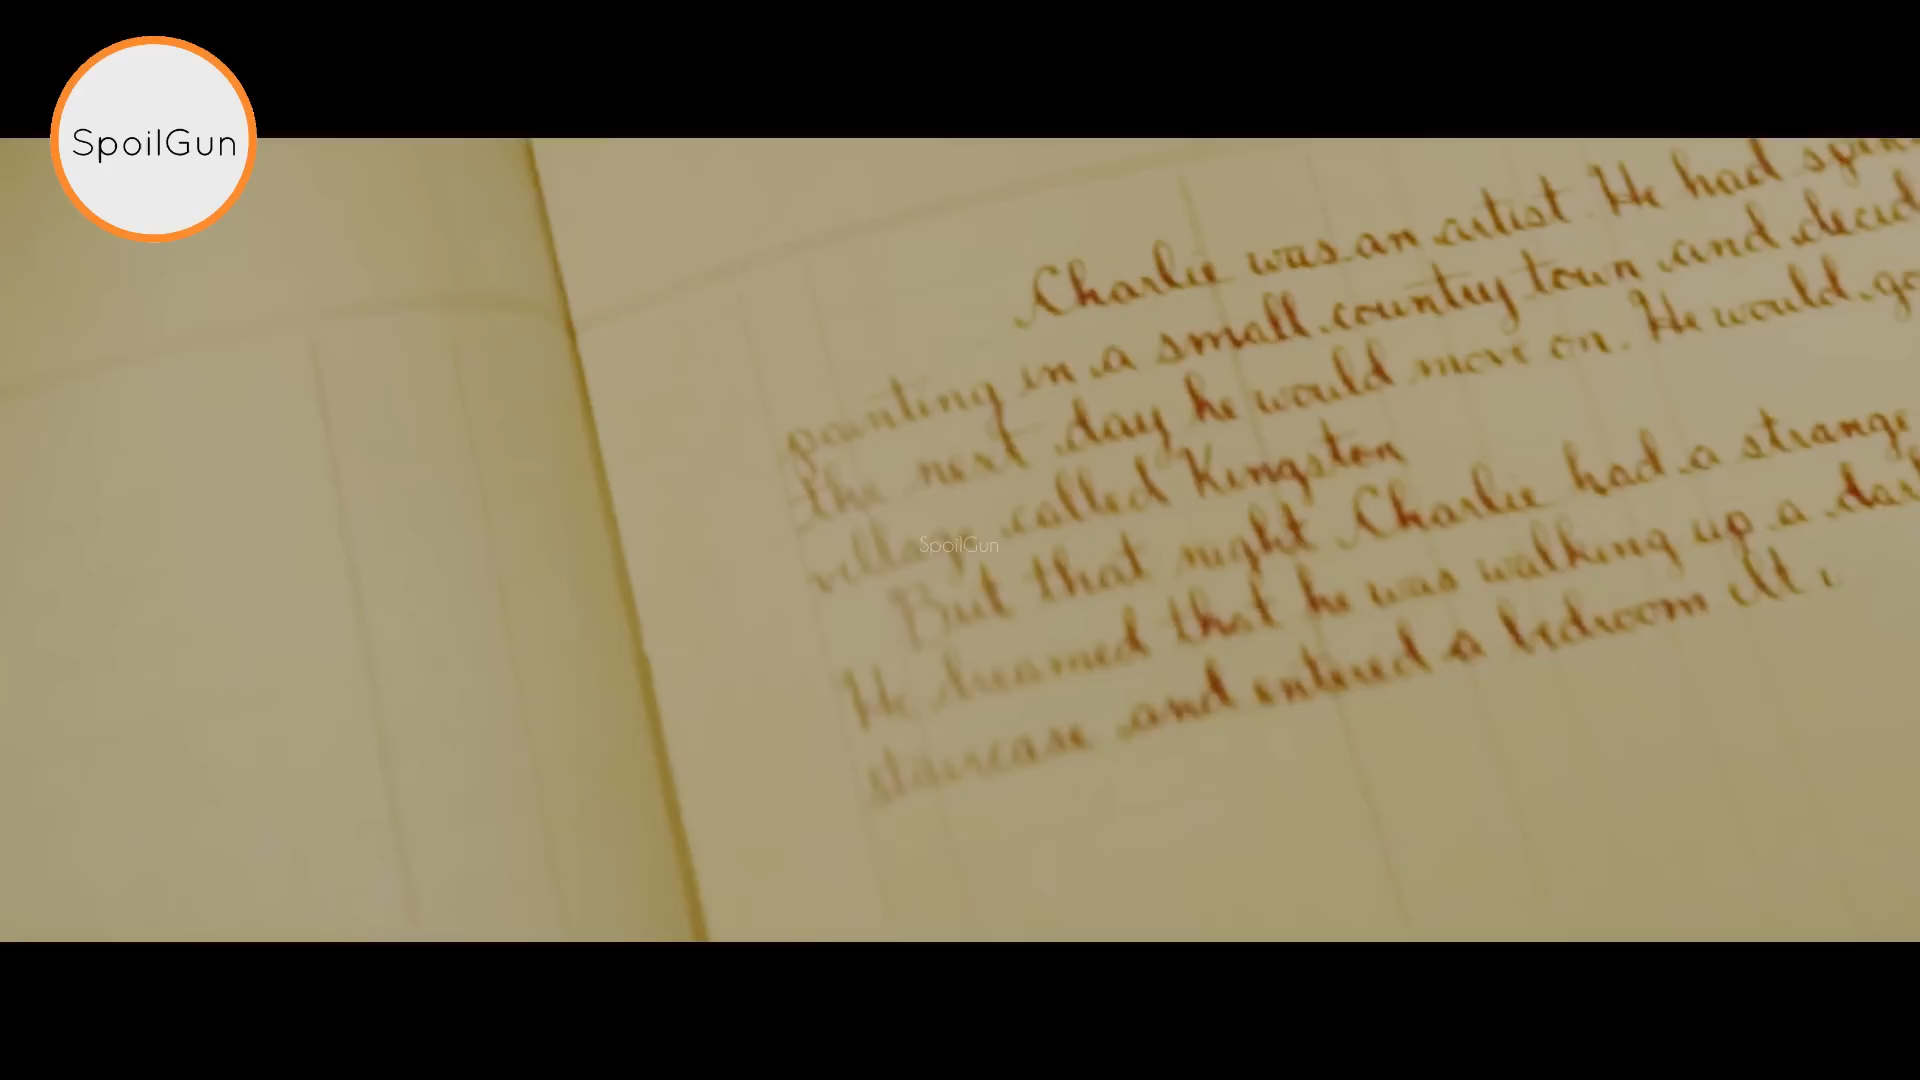 SpoilGun
Charlie was an artist. He had
painting in a small country town and
the next day he would move on. He would go
village called Kingston
SpoilGun
But that night Charlie had a strange
He dreamed that he was walking up a
staircase and entered a bedroom It